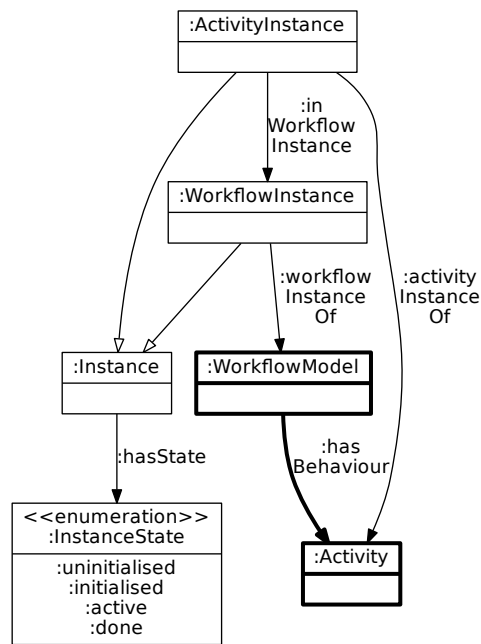 :ActivityInstance
:in
Workflow
Instance
:WorkflowInstance
:workflow
Instance
Of
:activity
Instance
Of
:Instance
:WorkflowModel
:hasState
:has
Behaviour
<<enumeration>>
:InstanceState
:uninitialised
:initialised
:active
:done
:Activity